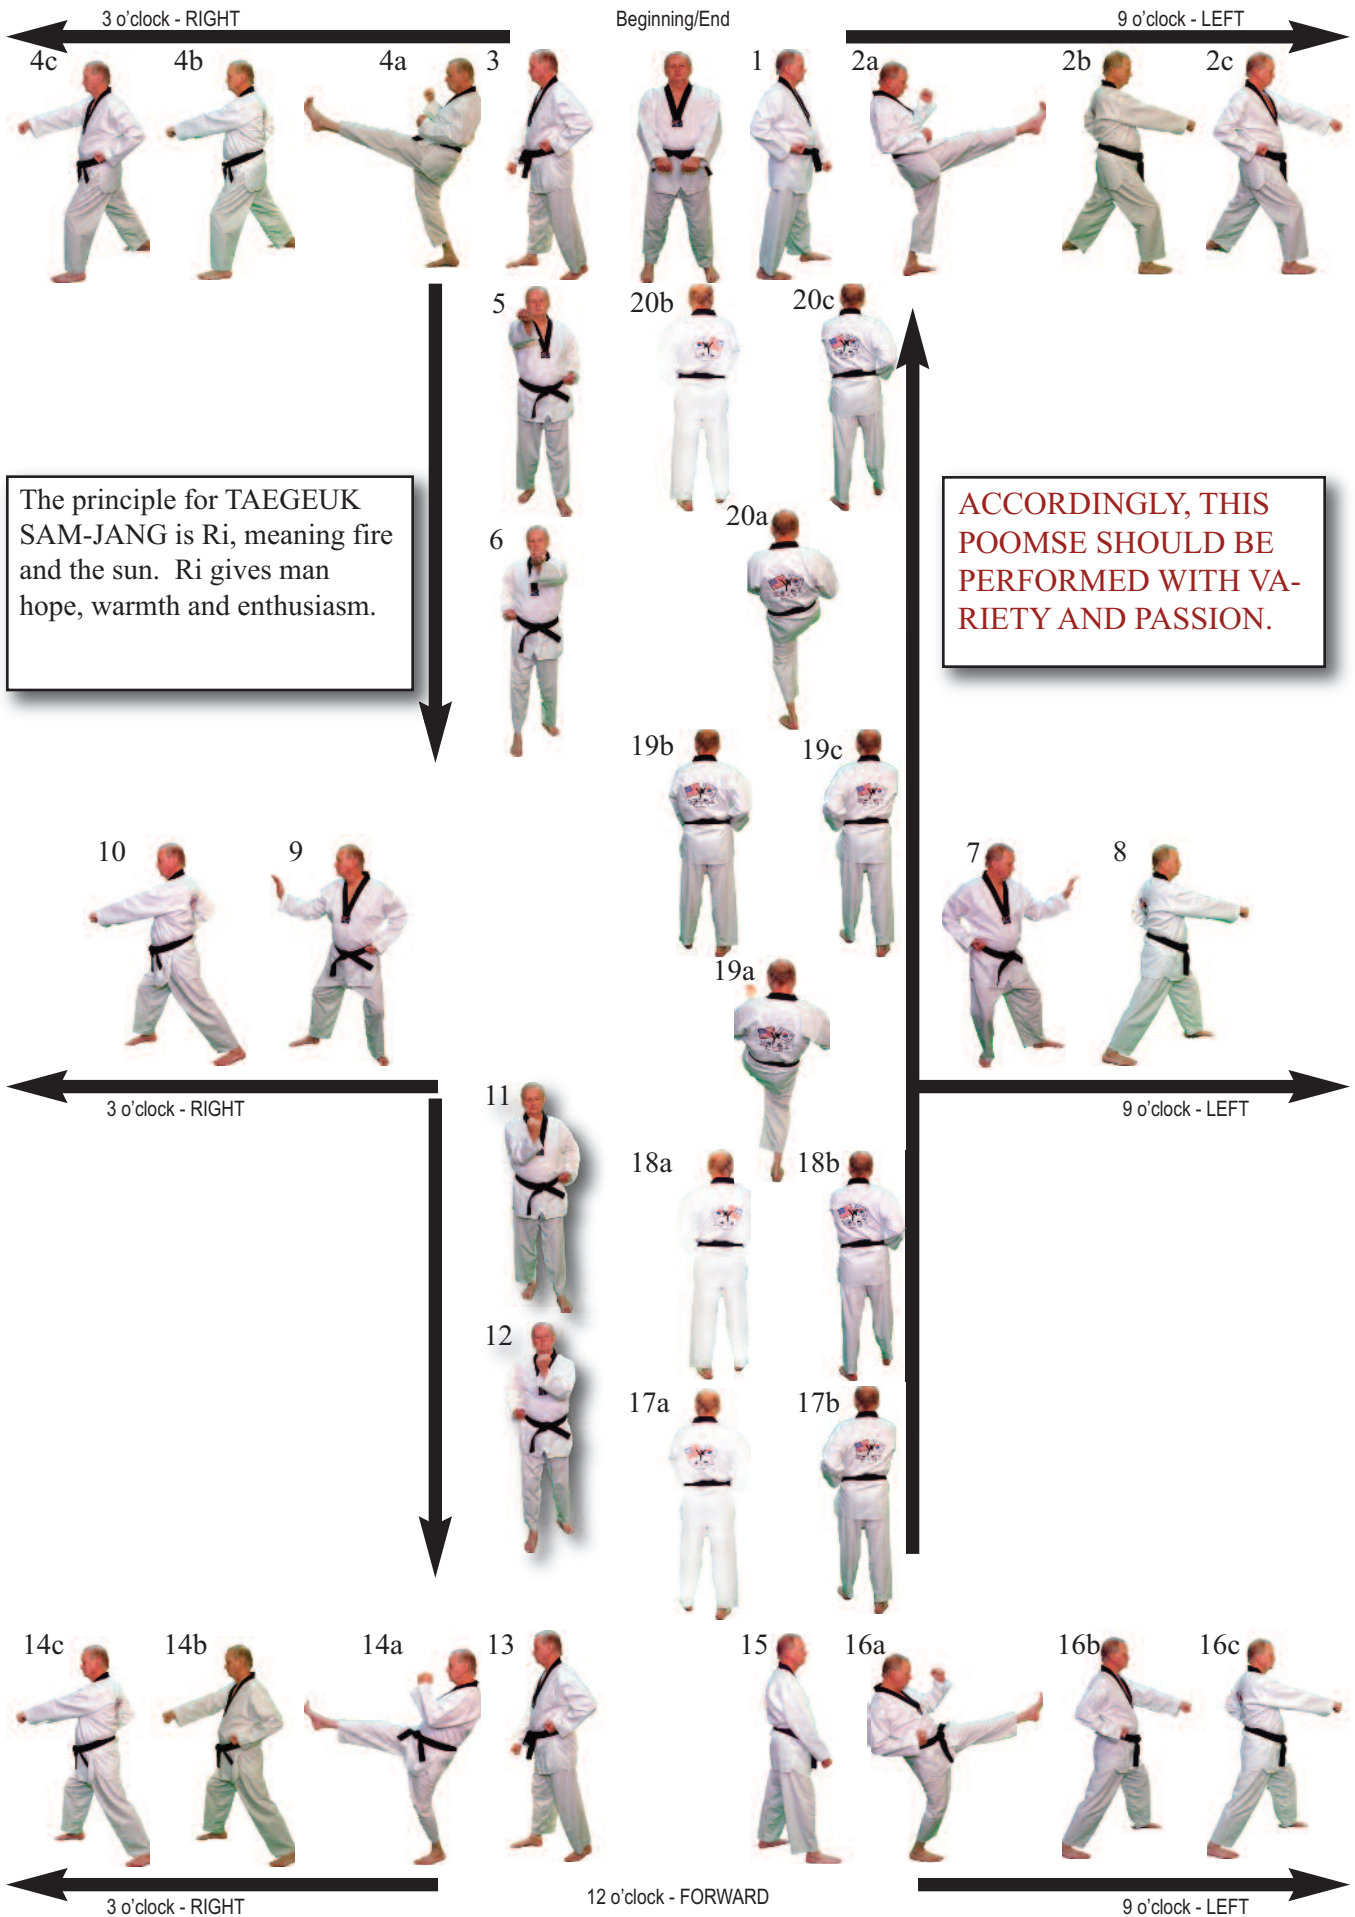 3 o'clock - RIGHT
Beginning/End
9 o'clock - LEFT
4c
4b
4a
3
1
2a
2b
2c
5
20b
20c
The principle for TAEGEUK
SAM-JANG is Ri, meaning fire
and the sun.  Ri gives man
hope, warmth and enthusiasm.
ACCORDINGLY, THIS
POOMSE SHOULD BE
PERFORMED WITH VA-
RIETY AND PASSION.
6
20a
19b
19c
10
9
7
8
19a
3 o'clock - RIGHT
9 o'clock - LEFT
11
18a
18b
12
17a
17b
14c
14b
14a
13
15
16a
16b
16c
3 o'clock - RIGHT
12 o'clock - FORWARD
9 o'clock - LEFT